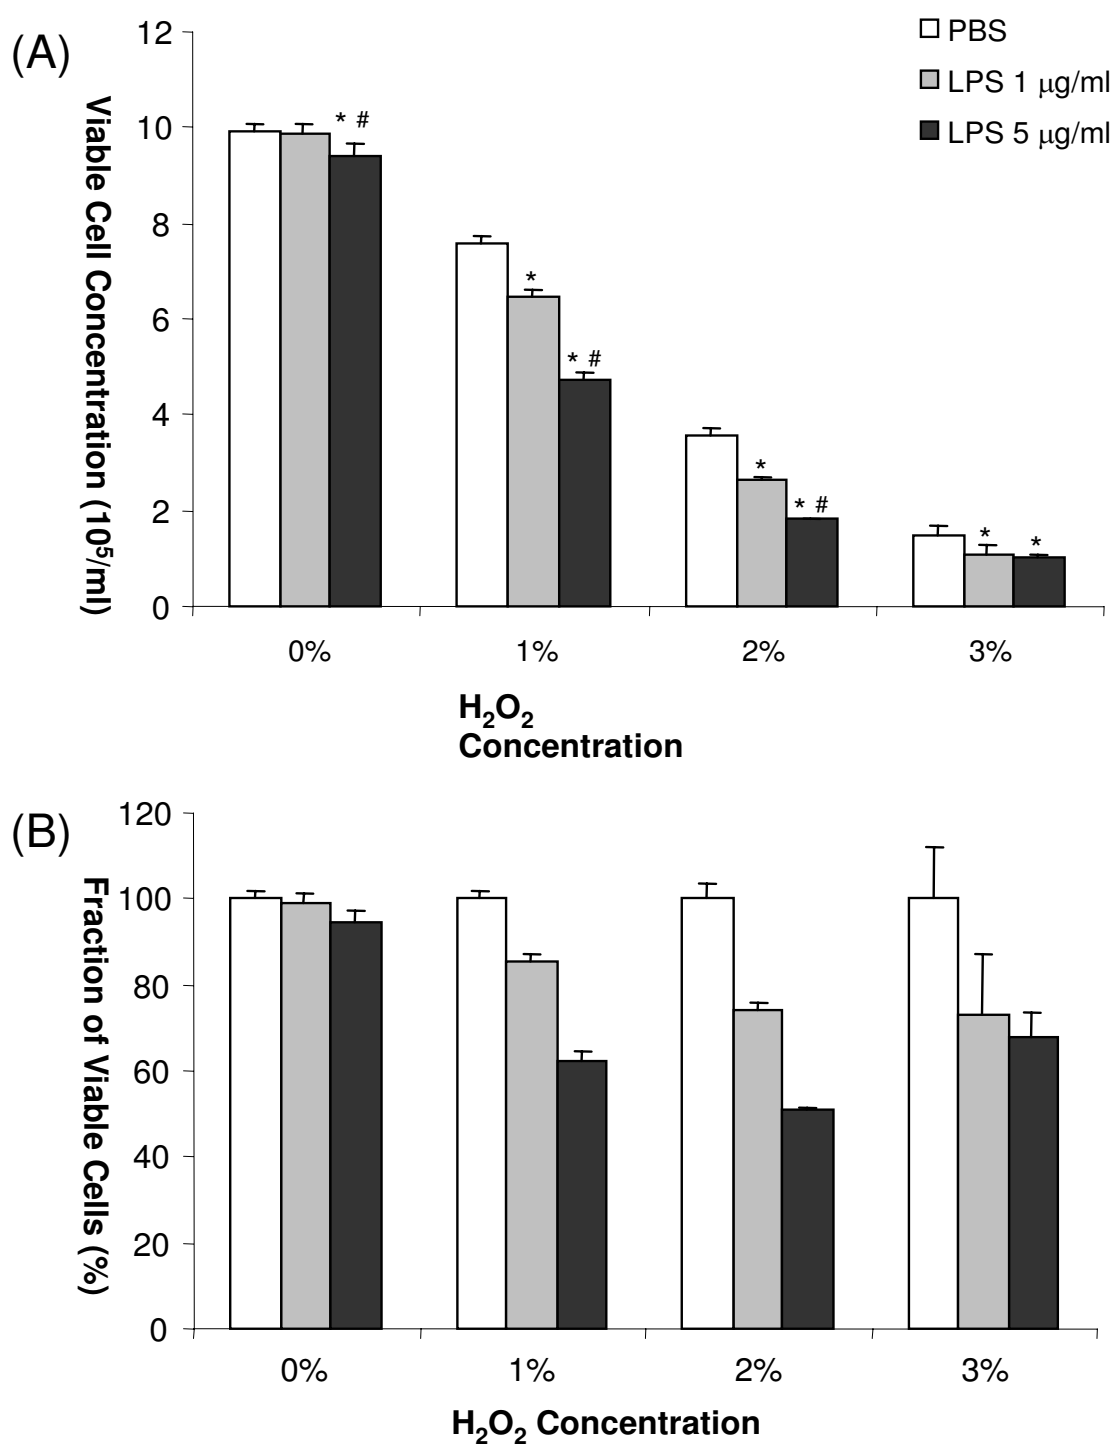 (A)
Viable Cell Concentration (10⁵/ml)
12
10
8
6
4
2
0
PBS
LPS 1 μg/ml
LPS 5 μg/ml
* #
*
* #
*
* #
*
*
0% 1% 2% 3%
H₂O₂
Concentration
(B)
Fraction of Viable Cells (%)
120
100
80
60
40
20
0
0% 1% 2% 3%
H₂O₂ Concentration